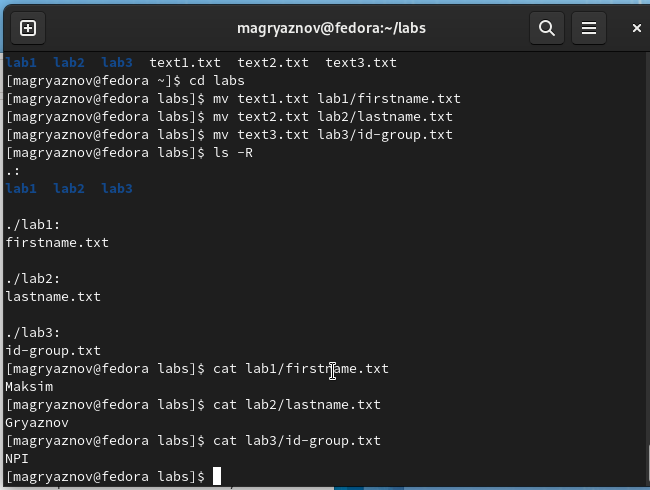 magryaznov@fedora:~/labs
lab1  lab2  lab3  text1.txt  text2.txt  text3.txt
[magryaznov@fedora ~]$ cd labs
[magryaznov@fedora labs]$ mv text1.txt lab1/firstname.txt
[magryaznov@fedora labs]$ mv text2.txt lab2/lastname.txt
[magryaznov@fedora labs]$ mv text3.txt lab3/id-group.txt
[magryaznov@fedora labs]$ ls -R
.:
lab1  lab2  lab3
./lab1:
firstname.txt
./lab2:
lastname.txt
./lab3:
id-group.txt
[magryaznov@fedora labs]$ cat lab1/firstname.txt
Maksim
[magryaznov@fedora labs]$ cat lab2/lastname.txt
Gryaznov
[magryaznov@fedora labs]$ cat lab3/id-group.txt
NPI
[magryaznov@fedora labs]$